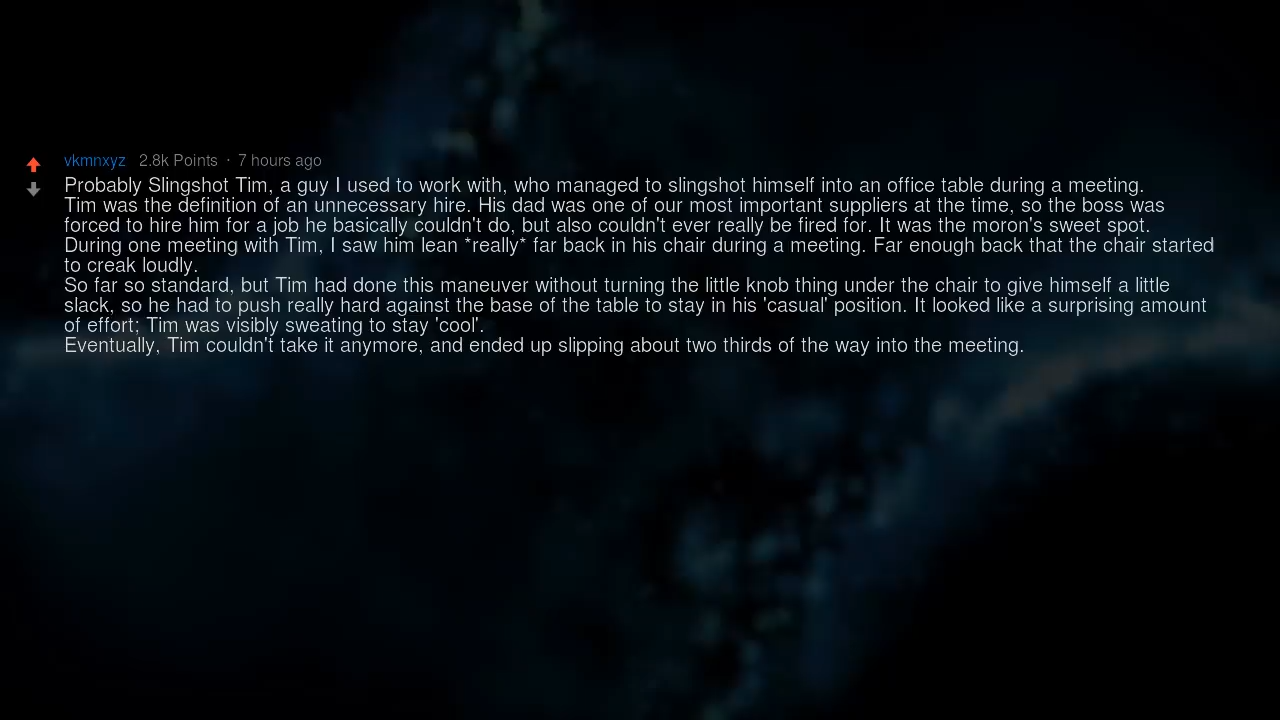 vkmnxyz 2.8k Points · 7 hours ago
Probably Slingshot Tim, a guy I used to work with, who managed to slingshot himself into an office table during a meeting.
Tim was the definition of an unnecessary hire. His dad was one of our most important suppliers at the time, so the boss was
forced to hire him for a job he basically couldn't do, but also couldn't ever really be fired for. It was the moron's sweet spot.
During one meeting with Tim, I saw him lean *really* far back in his chair during a meeting. Far enough back that the chair started
to creak loudly.
So far so standard, but Tim had done this maneuver without turning the little knob thing under the chair to give himself a little
slack, so he had to push really hard against the base of the table to stay in his 'casual' position. It looked like a surprising amount
of effort; Tim was visibly sweating to stay 'cool'.
Eventually, Tim couldn't take it anymore, and ended up slipping about two thirds of the way into the meeting.